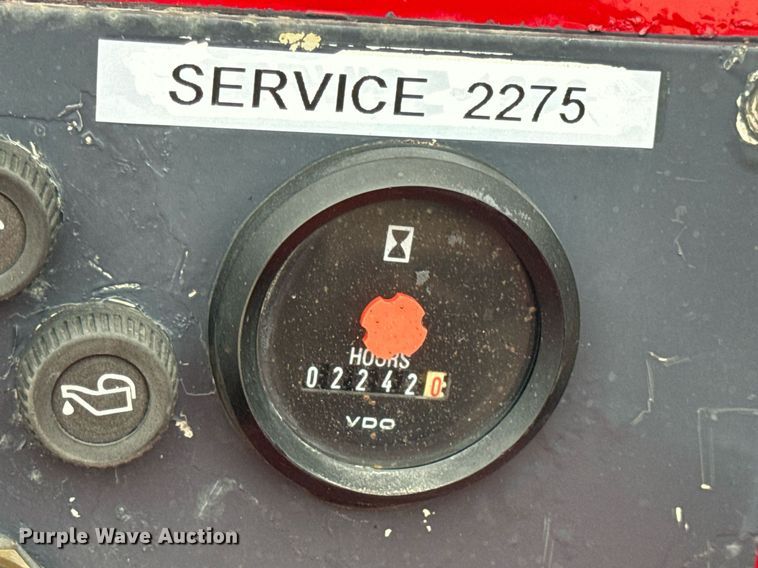 SERVICE 2275
HOURS
022420
VDO
Purple Wave Auction